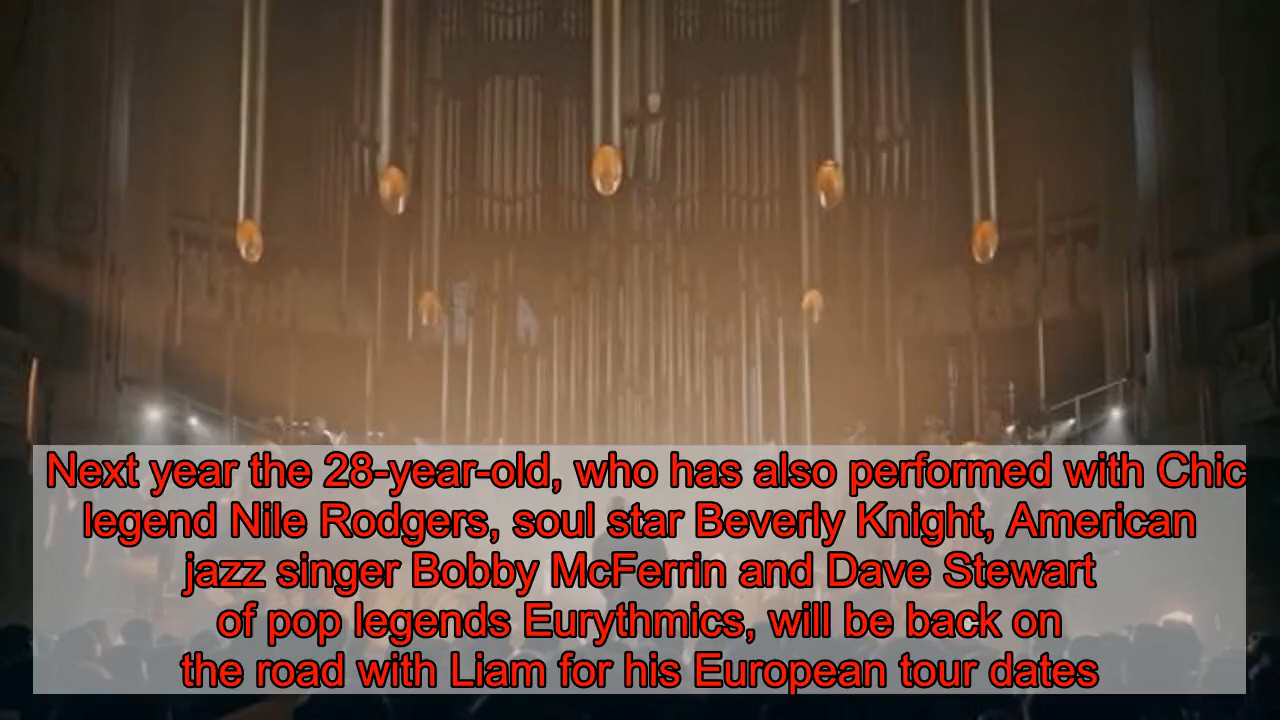 Next year the 28-year-old, who has also performed with Chic
legend Nile Rodgers, soul star Beverly Knight, American
jazz singer Bobby McFerrin and Dave Stewart
of pop legends Eurythmics, will be back on
the road with Liam for his European tour dates